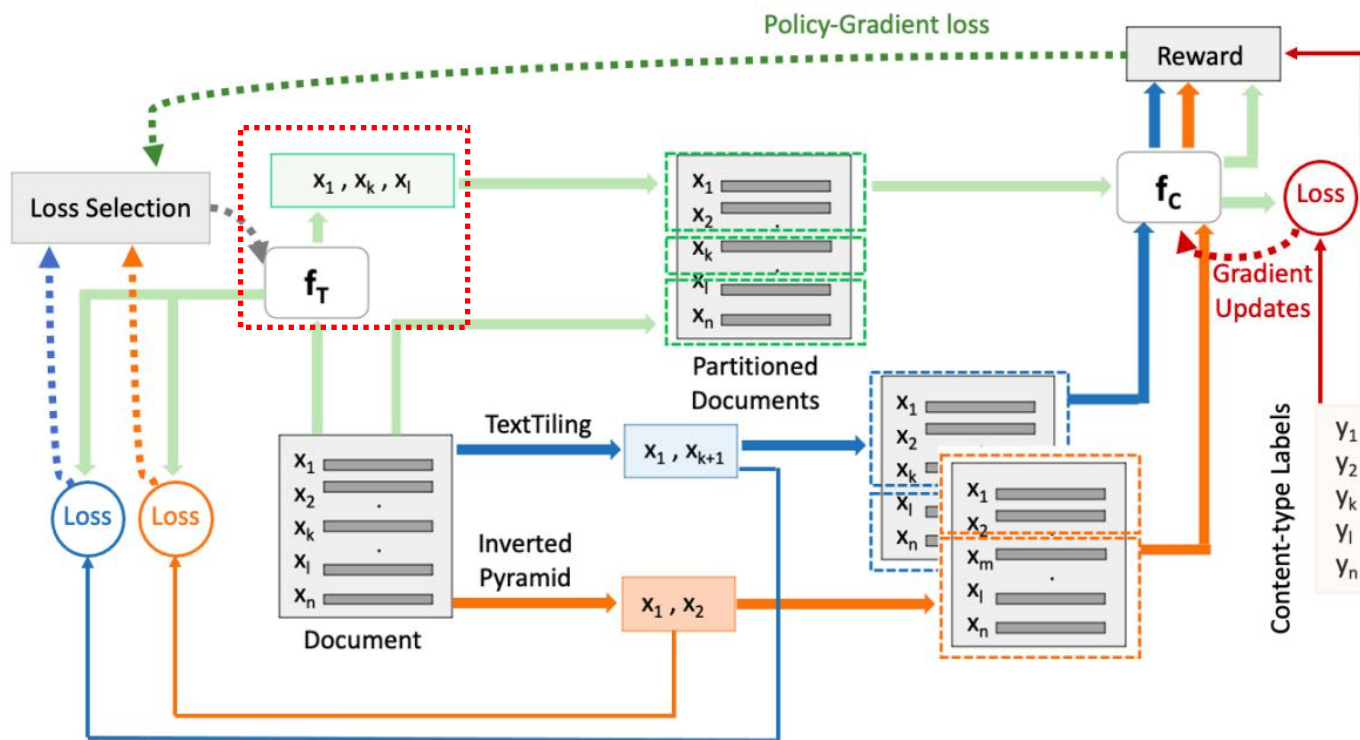 Policy-Gradient loss
Reward
Loss Selection
x1 , xk , xl
fT
x1
x2
.
xk
.
xl
xn
Partitioned
Documents
fC
Loss
Gradient
Updates
TextTiling
x1 , xk+1
Inverted
Pyramid
x1 , x2
x1
x2
.
xk
.
xl
xn
Document
Loss
Loss
x1
x2
.
xk
xl
xn
x1
x2
.
xm
.
xl
xn
Content-type Labels
y1
y2
yk
yl
yn